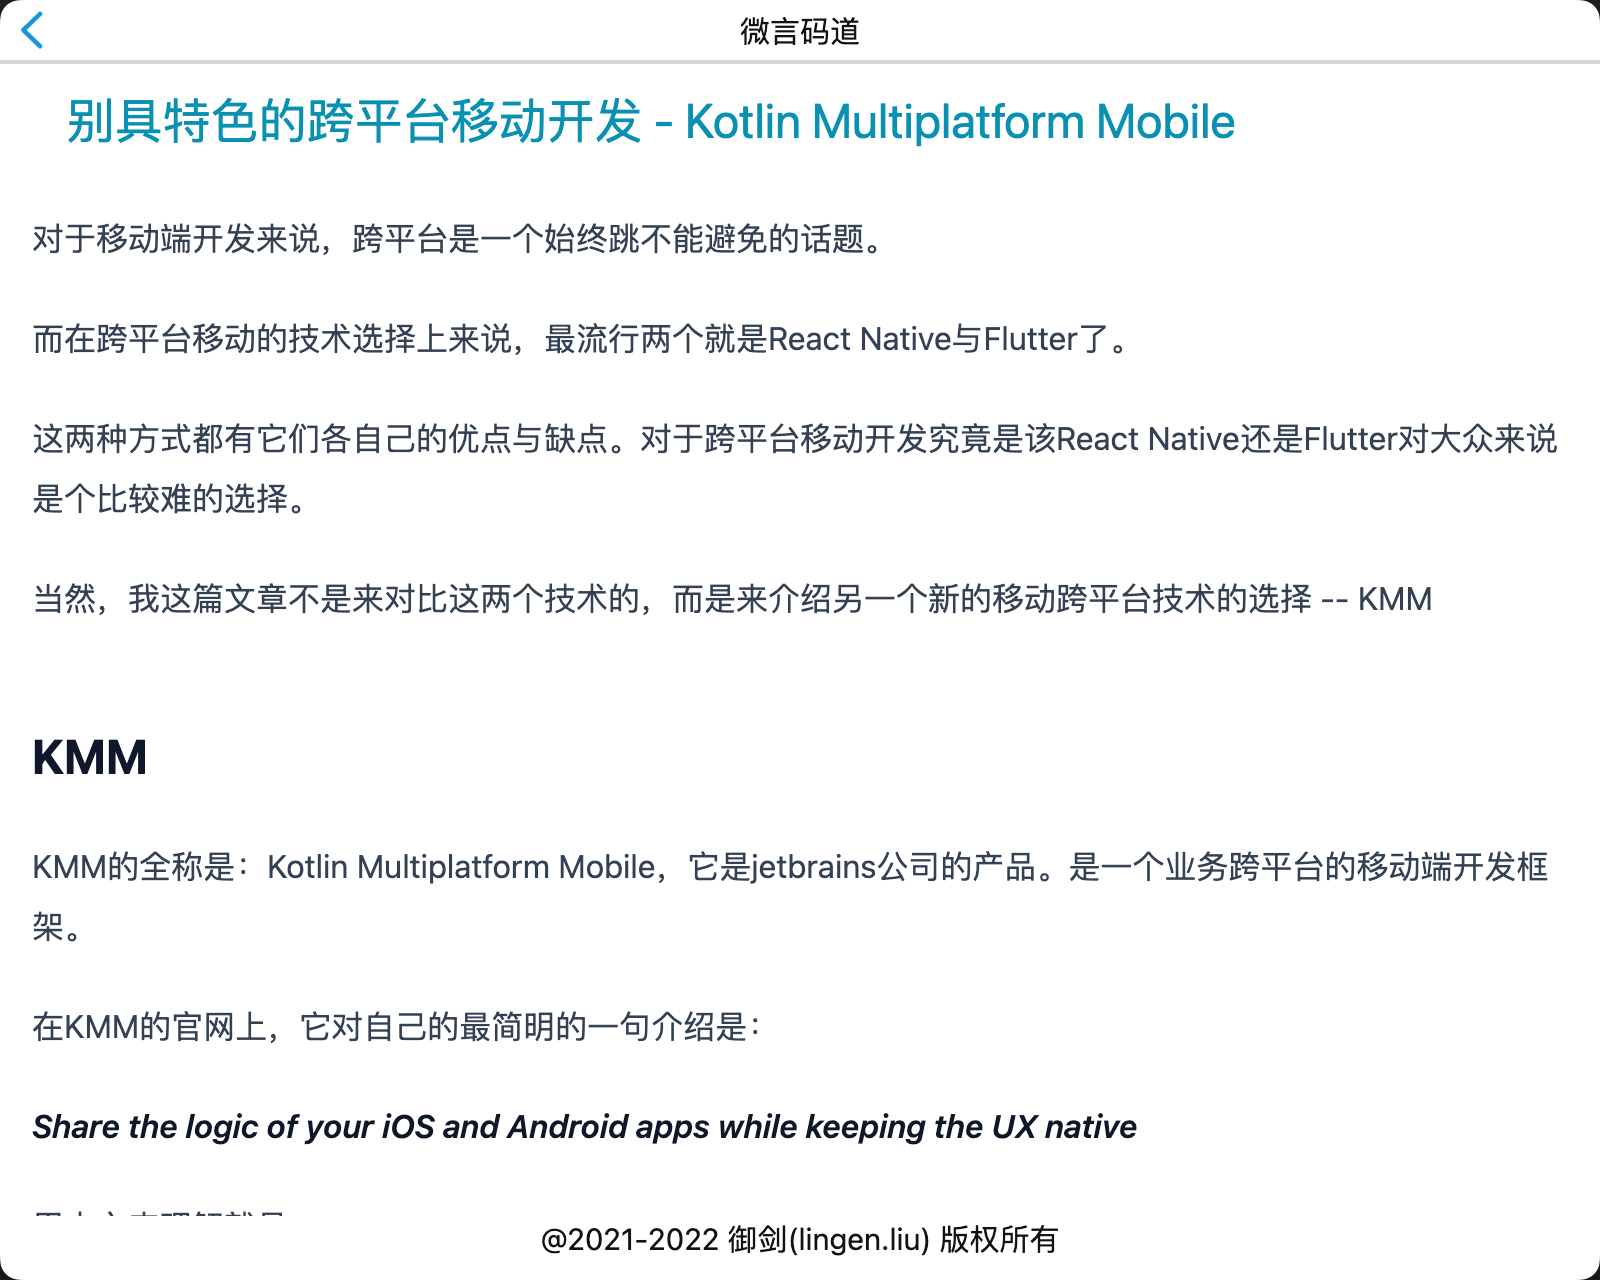 微言码道
别具特色的跨平台移动开发 - Kotlin Multiplatform Mobile
对于移动端开发来说，跨平台是一个始终跳不能避免的话题。
而在跨平台移动的技术选择上来说，最流行两个就是React Native与Flutter了。
这两种方式都有它们各自己的优点与缺点。对于跨平台移动开发究竟是该React Native还是Flutter对大众来说
是个比较难的选择。
当然，我这篇文章不是来对比这两个技术的，而是来介绍另一个新的移动跨平台技术的选择 -- KMM
KMM
KMM的全称是：Kotlin Multiplatform Mobile，它是jetbrains公司的产品。是一个业务跨平台的移动端开发框
架。
在KMM的官网上，它对自己的最简明的一句介绍是：
Share the logic of your iOS and Android apps while keeping the UX native
@2021-2022 御剑(lingen.liu) 版权所有